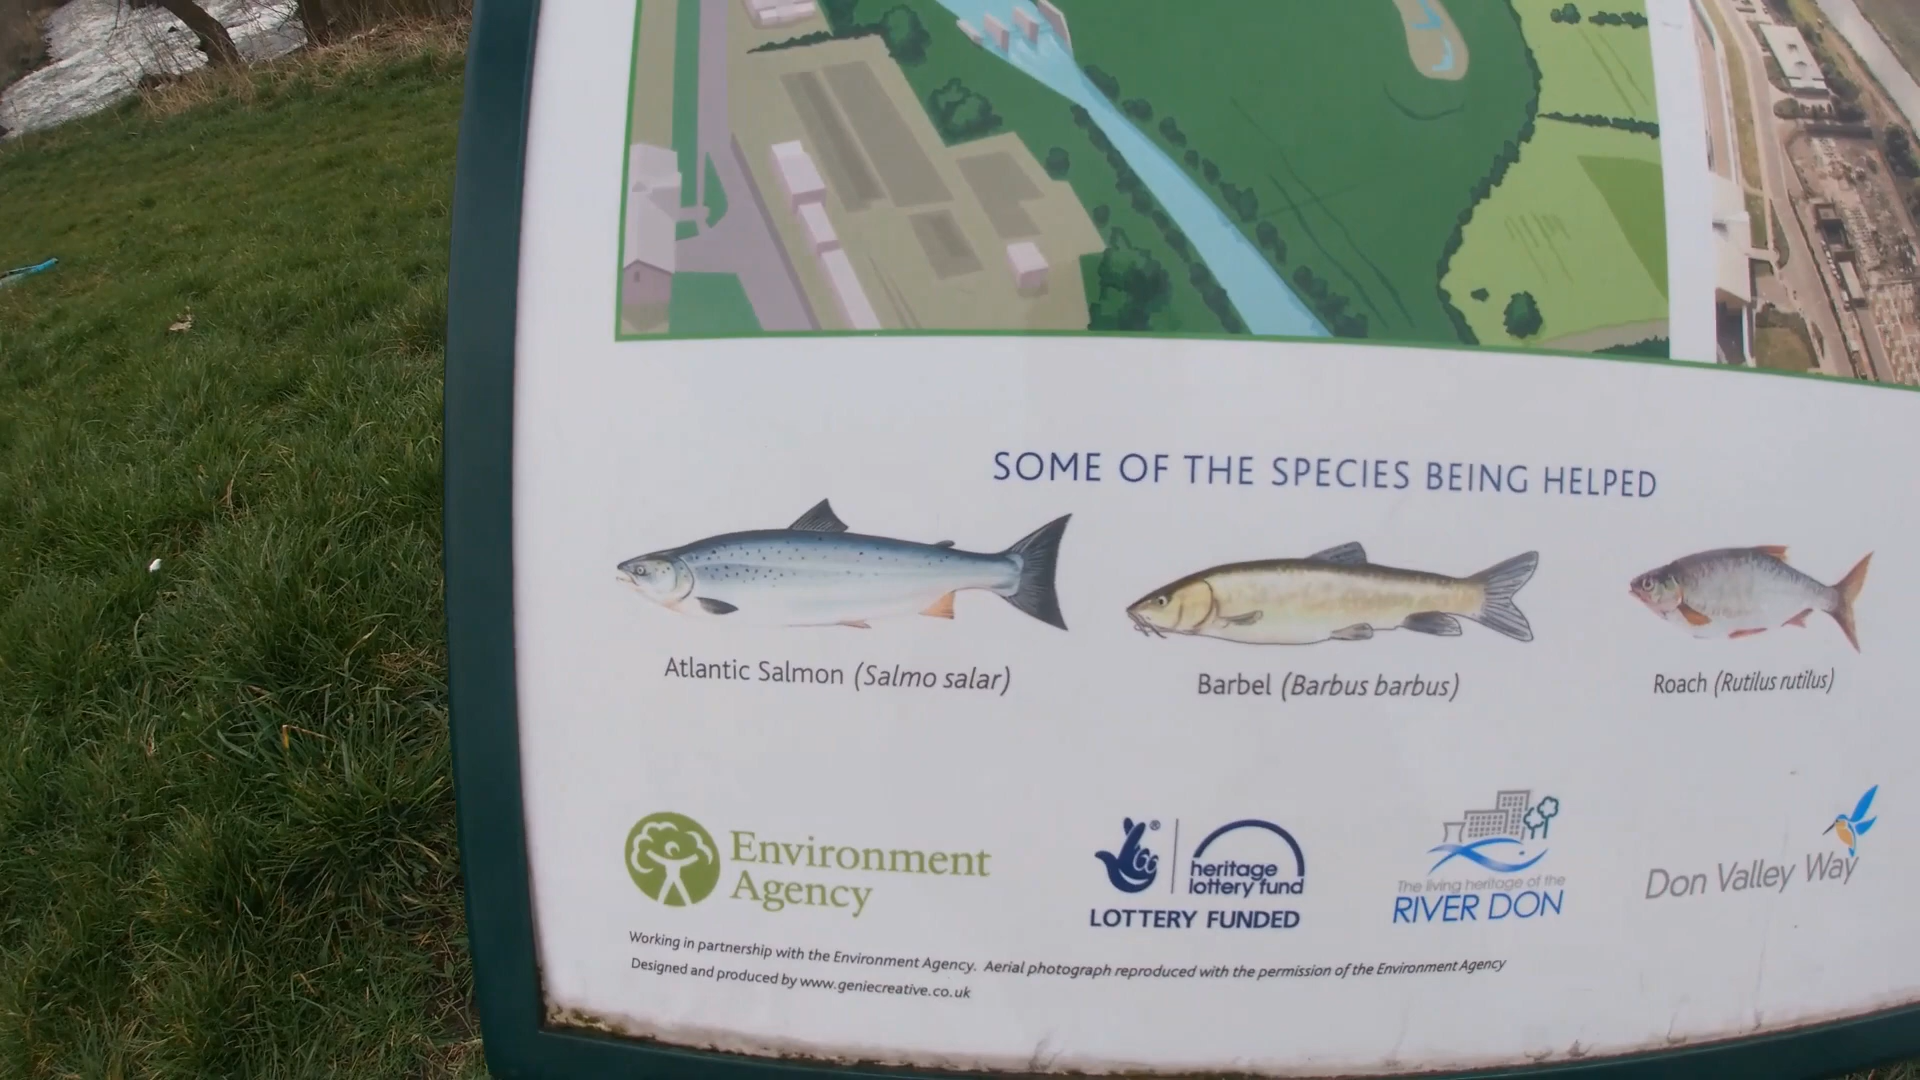 SOME OF THE SPECIES BEING HELPED
Atlantic Salmon (Salmo salar)
Barbel (Barbus barbus)
Roach (Rutilus rutilus)
Environment
Agency
heritage
lottery fund
LOTTERY FUNDED
The living heritage of the
RIVER DON
Don Valley Way
Working in partnership with the Environment Agency. Aerial photograph reproduced with the permission of the Environment Agency
Designed and produced by www.geniecreative.co.uk